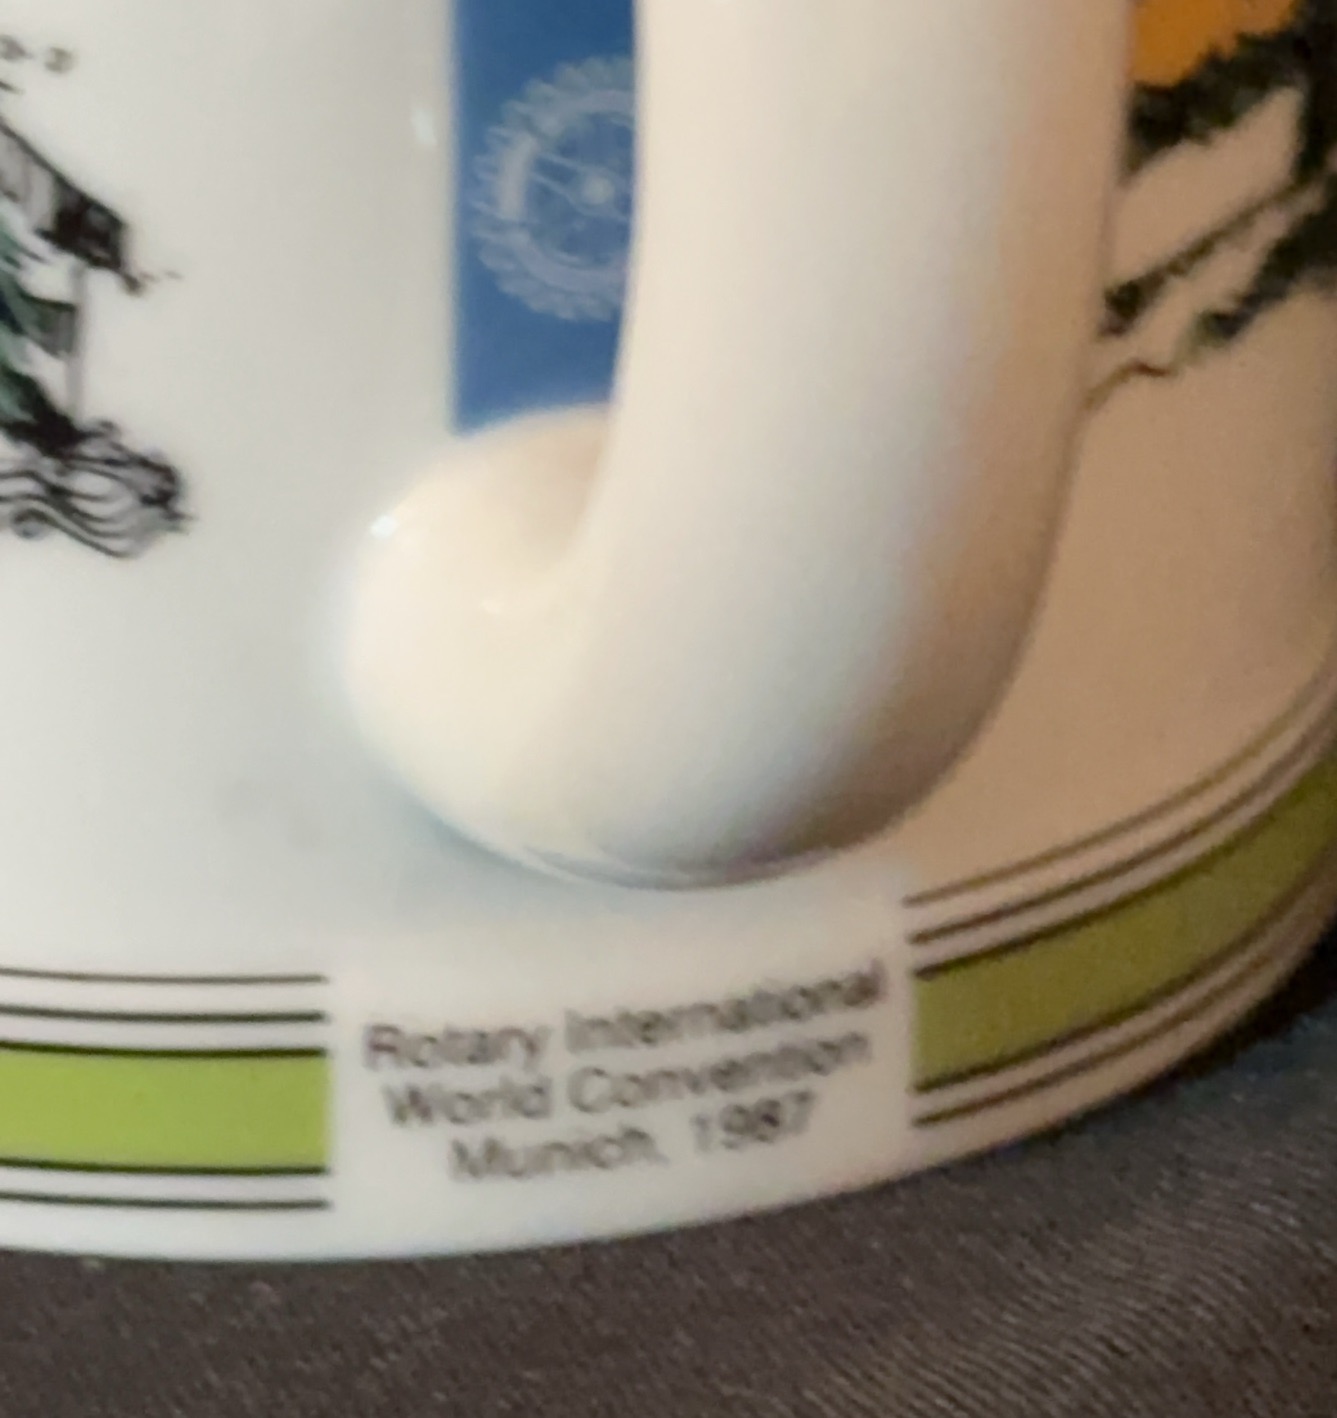 Rotary International
World Convention
Munich, 1987